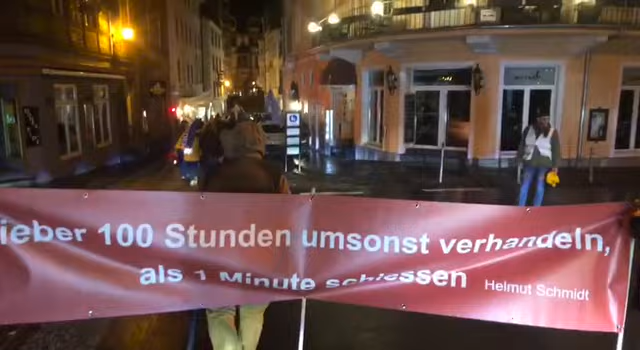 ieber 100 Stunden umsonst verhandeln,
als 1 Minute schiessen
Helmut Schmidt